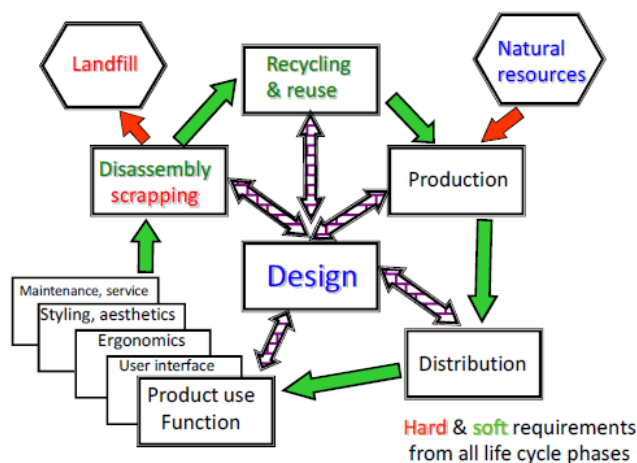 Landfill
Recycling
& reuse
Natural
resources
Disassembly
scrapping
Production
Design
Maintenance, service
Styling, aesthetics
Ergonomics
User interface
Product use
Function
Distribution
Hard & soft requirements
from all life cycle phases